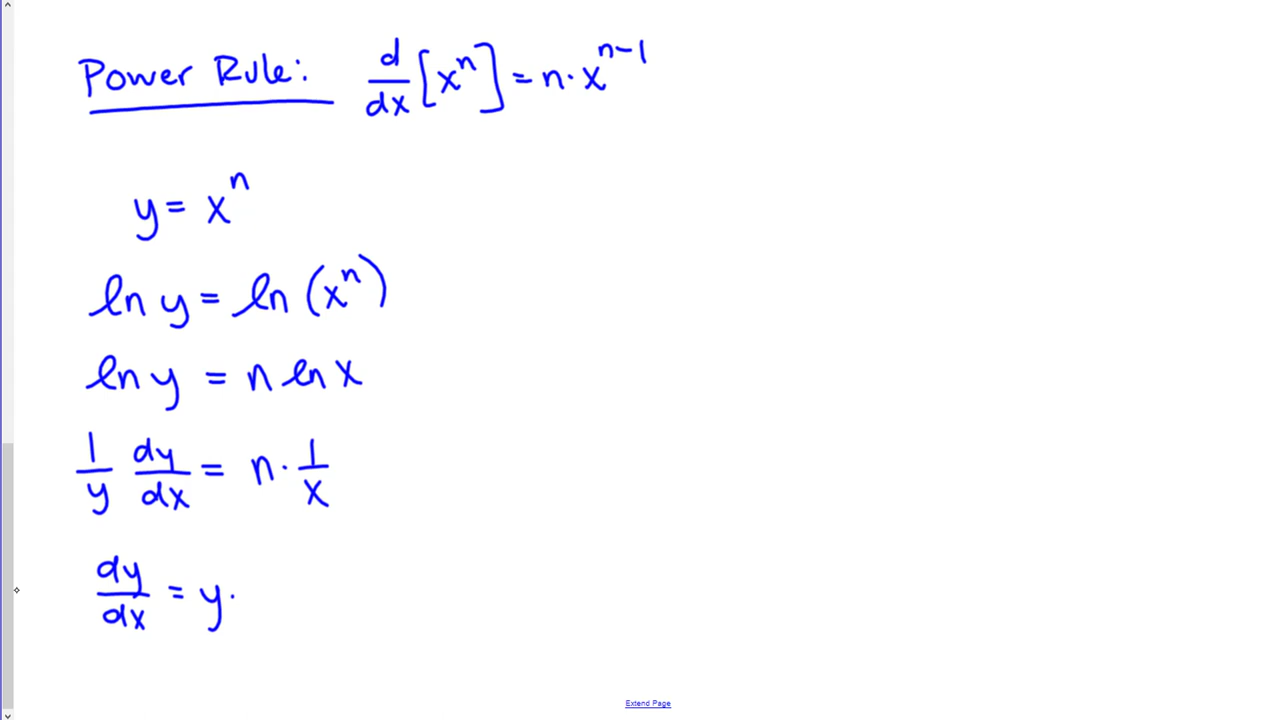 Power Rule: d/dx [x^n] = n · x^(n-1)
y = x^n
ln y = ln (x^n)
ln y = n ln x
1/y dy/dx = n · 1/x
dy/dx = y ·
Extend Page